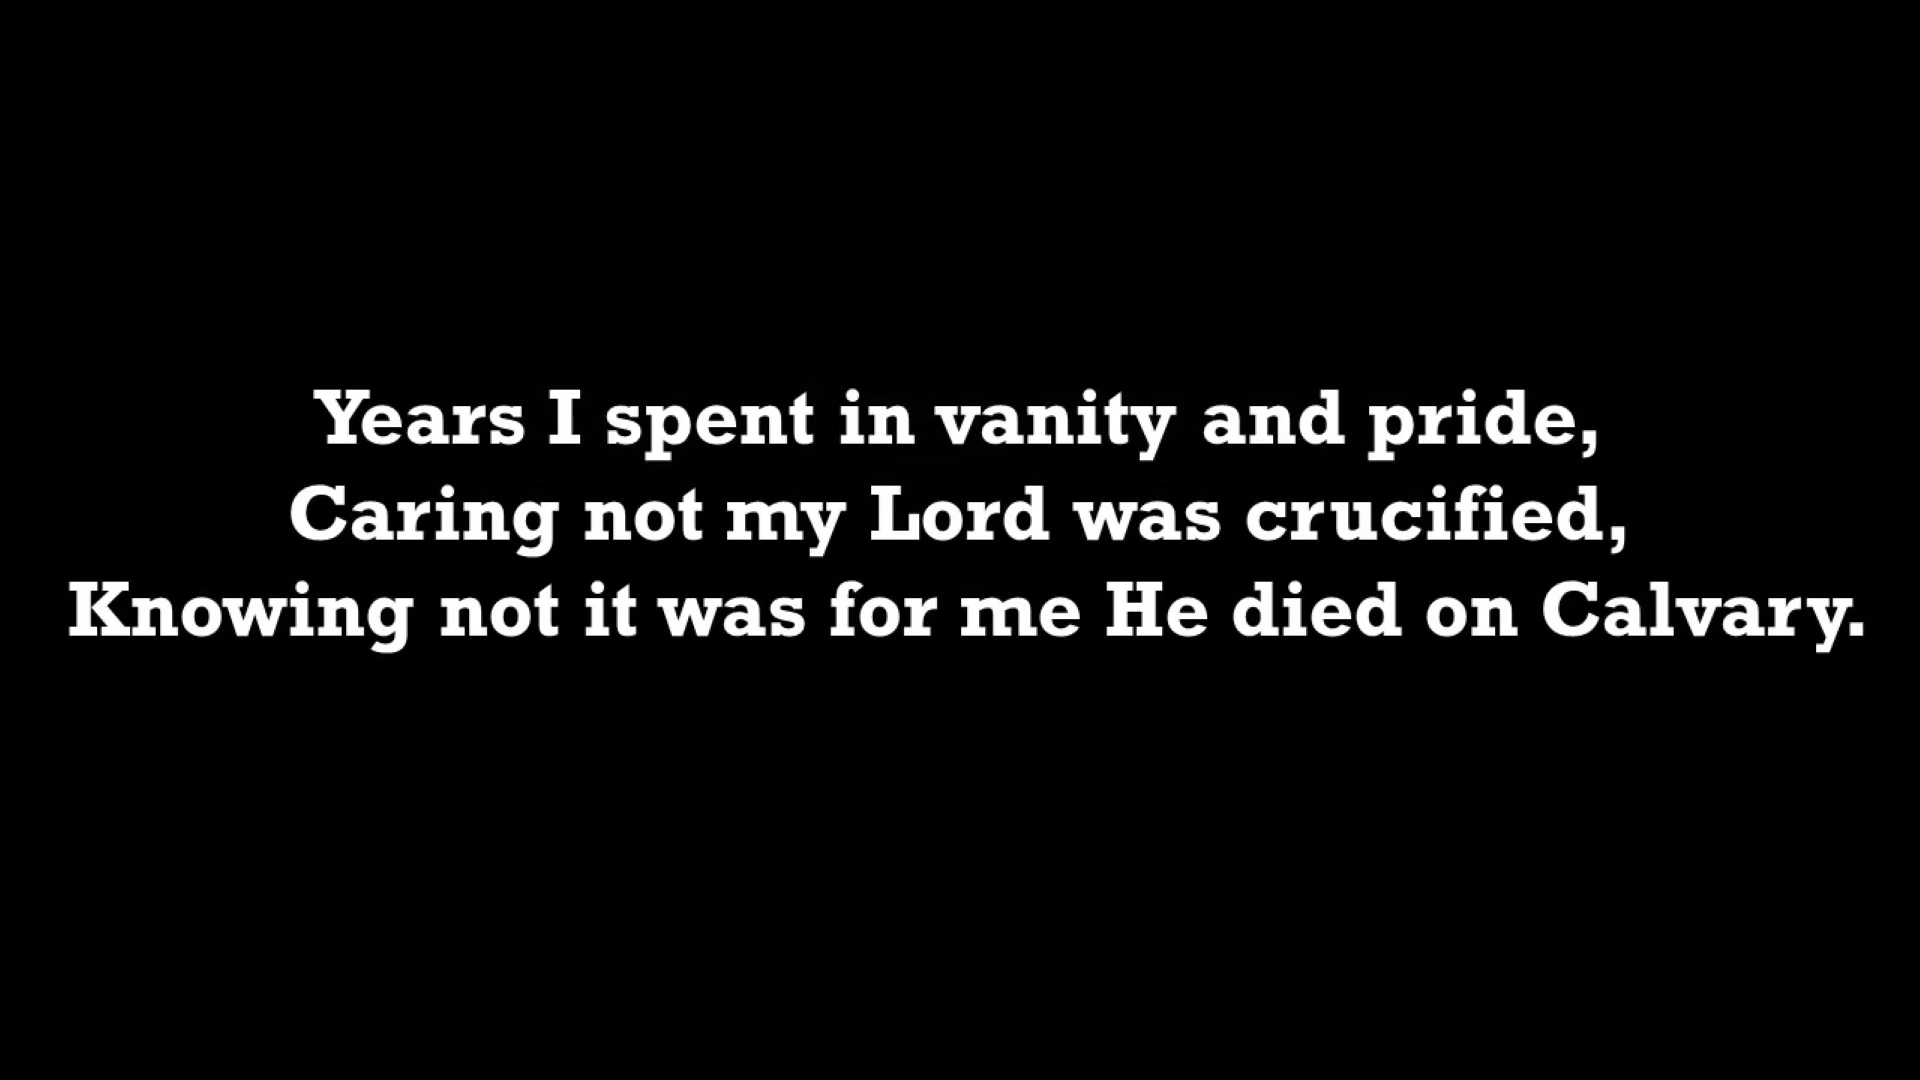 Years I spent in vanity and pride,
Caring not my Lord was crucified,
Knowing not it was for me He died on Calvary.